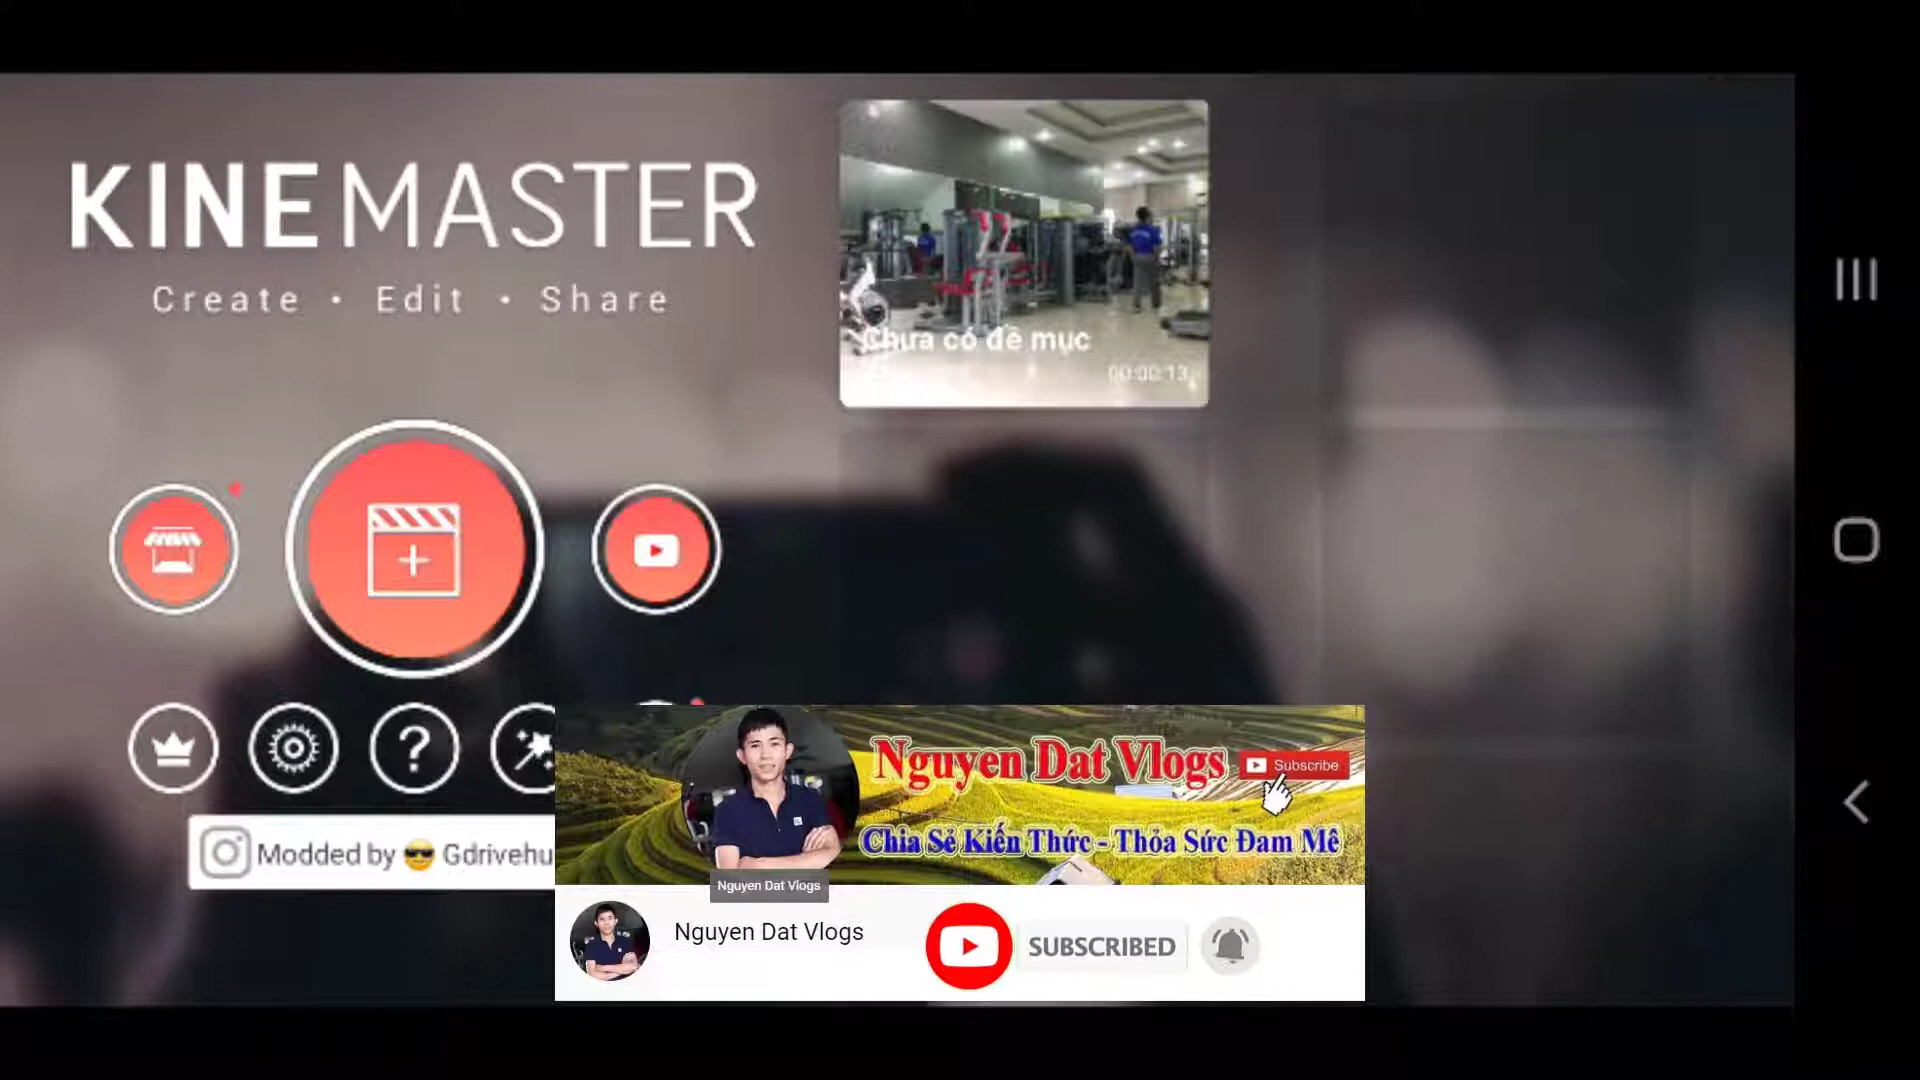 KINEMASTER
Create • Edit • Share
Chưa có đề mục
00:00:13
Modded by 😎 Gdrivehu
Nguyen Dat Vlogs
Subscribe
Chia Sẻ Kiến Thức - Thỏa Sức Đam Mê
Nguyen Dat Vlogs
Nguyen Dat Vlogs
SUBSCRIBED